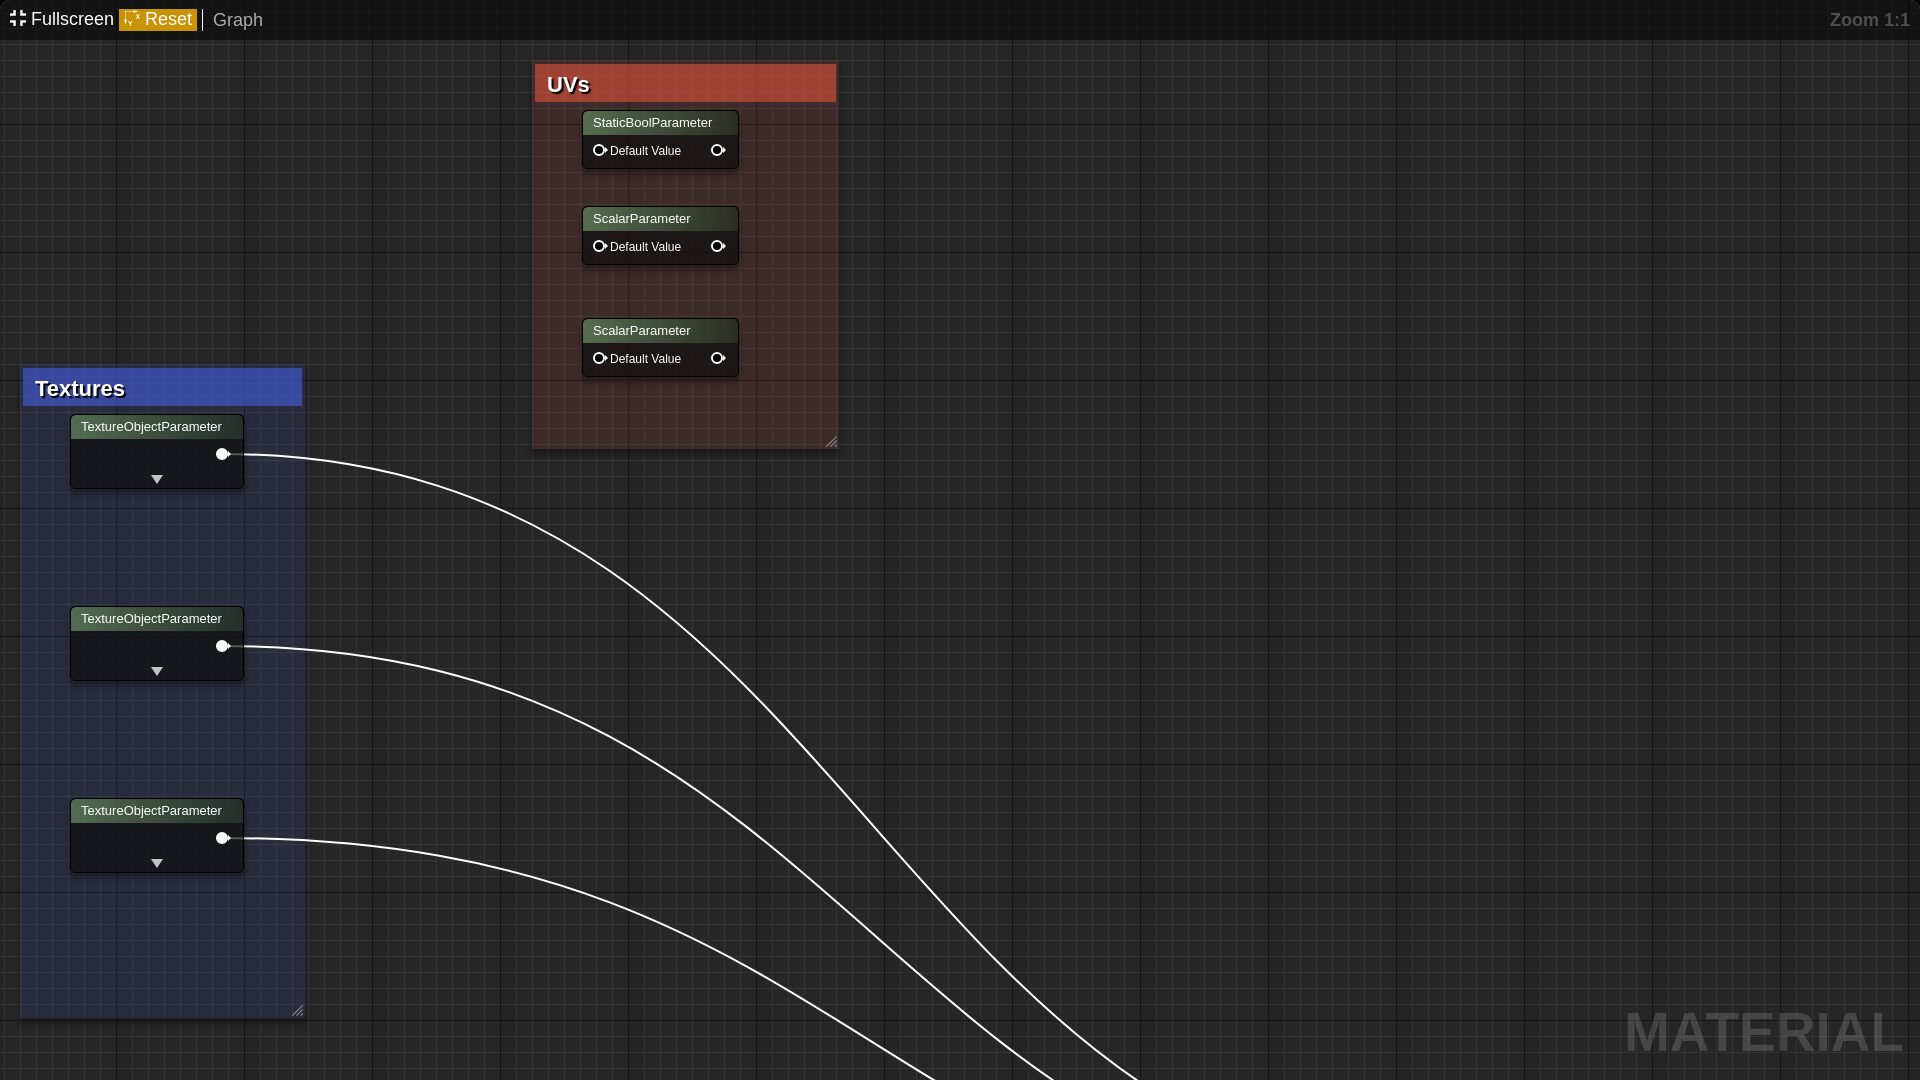 Fullscreen Reset Graph Zoom 1:1
UVs
StaticBoolParameter
Default Value
ScalarParameter
Default Value
ScalarParameter
Default Value
Textures
TextureObjectParameter
TextureObjectParameter
TextureObjectParameter
MATERIAL